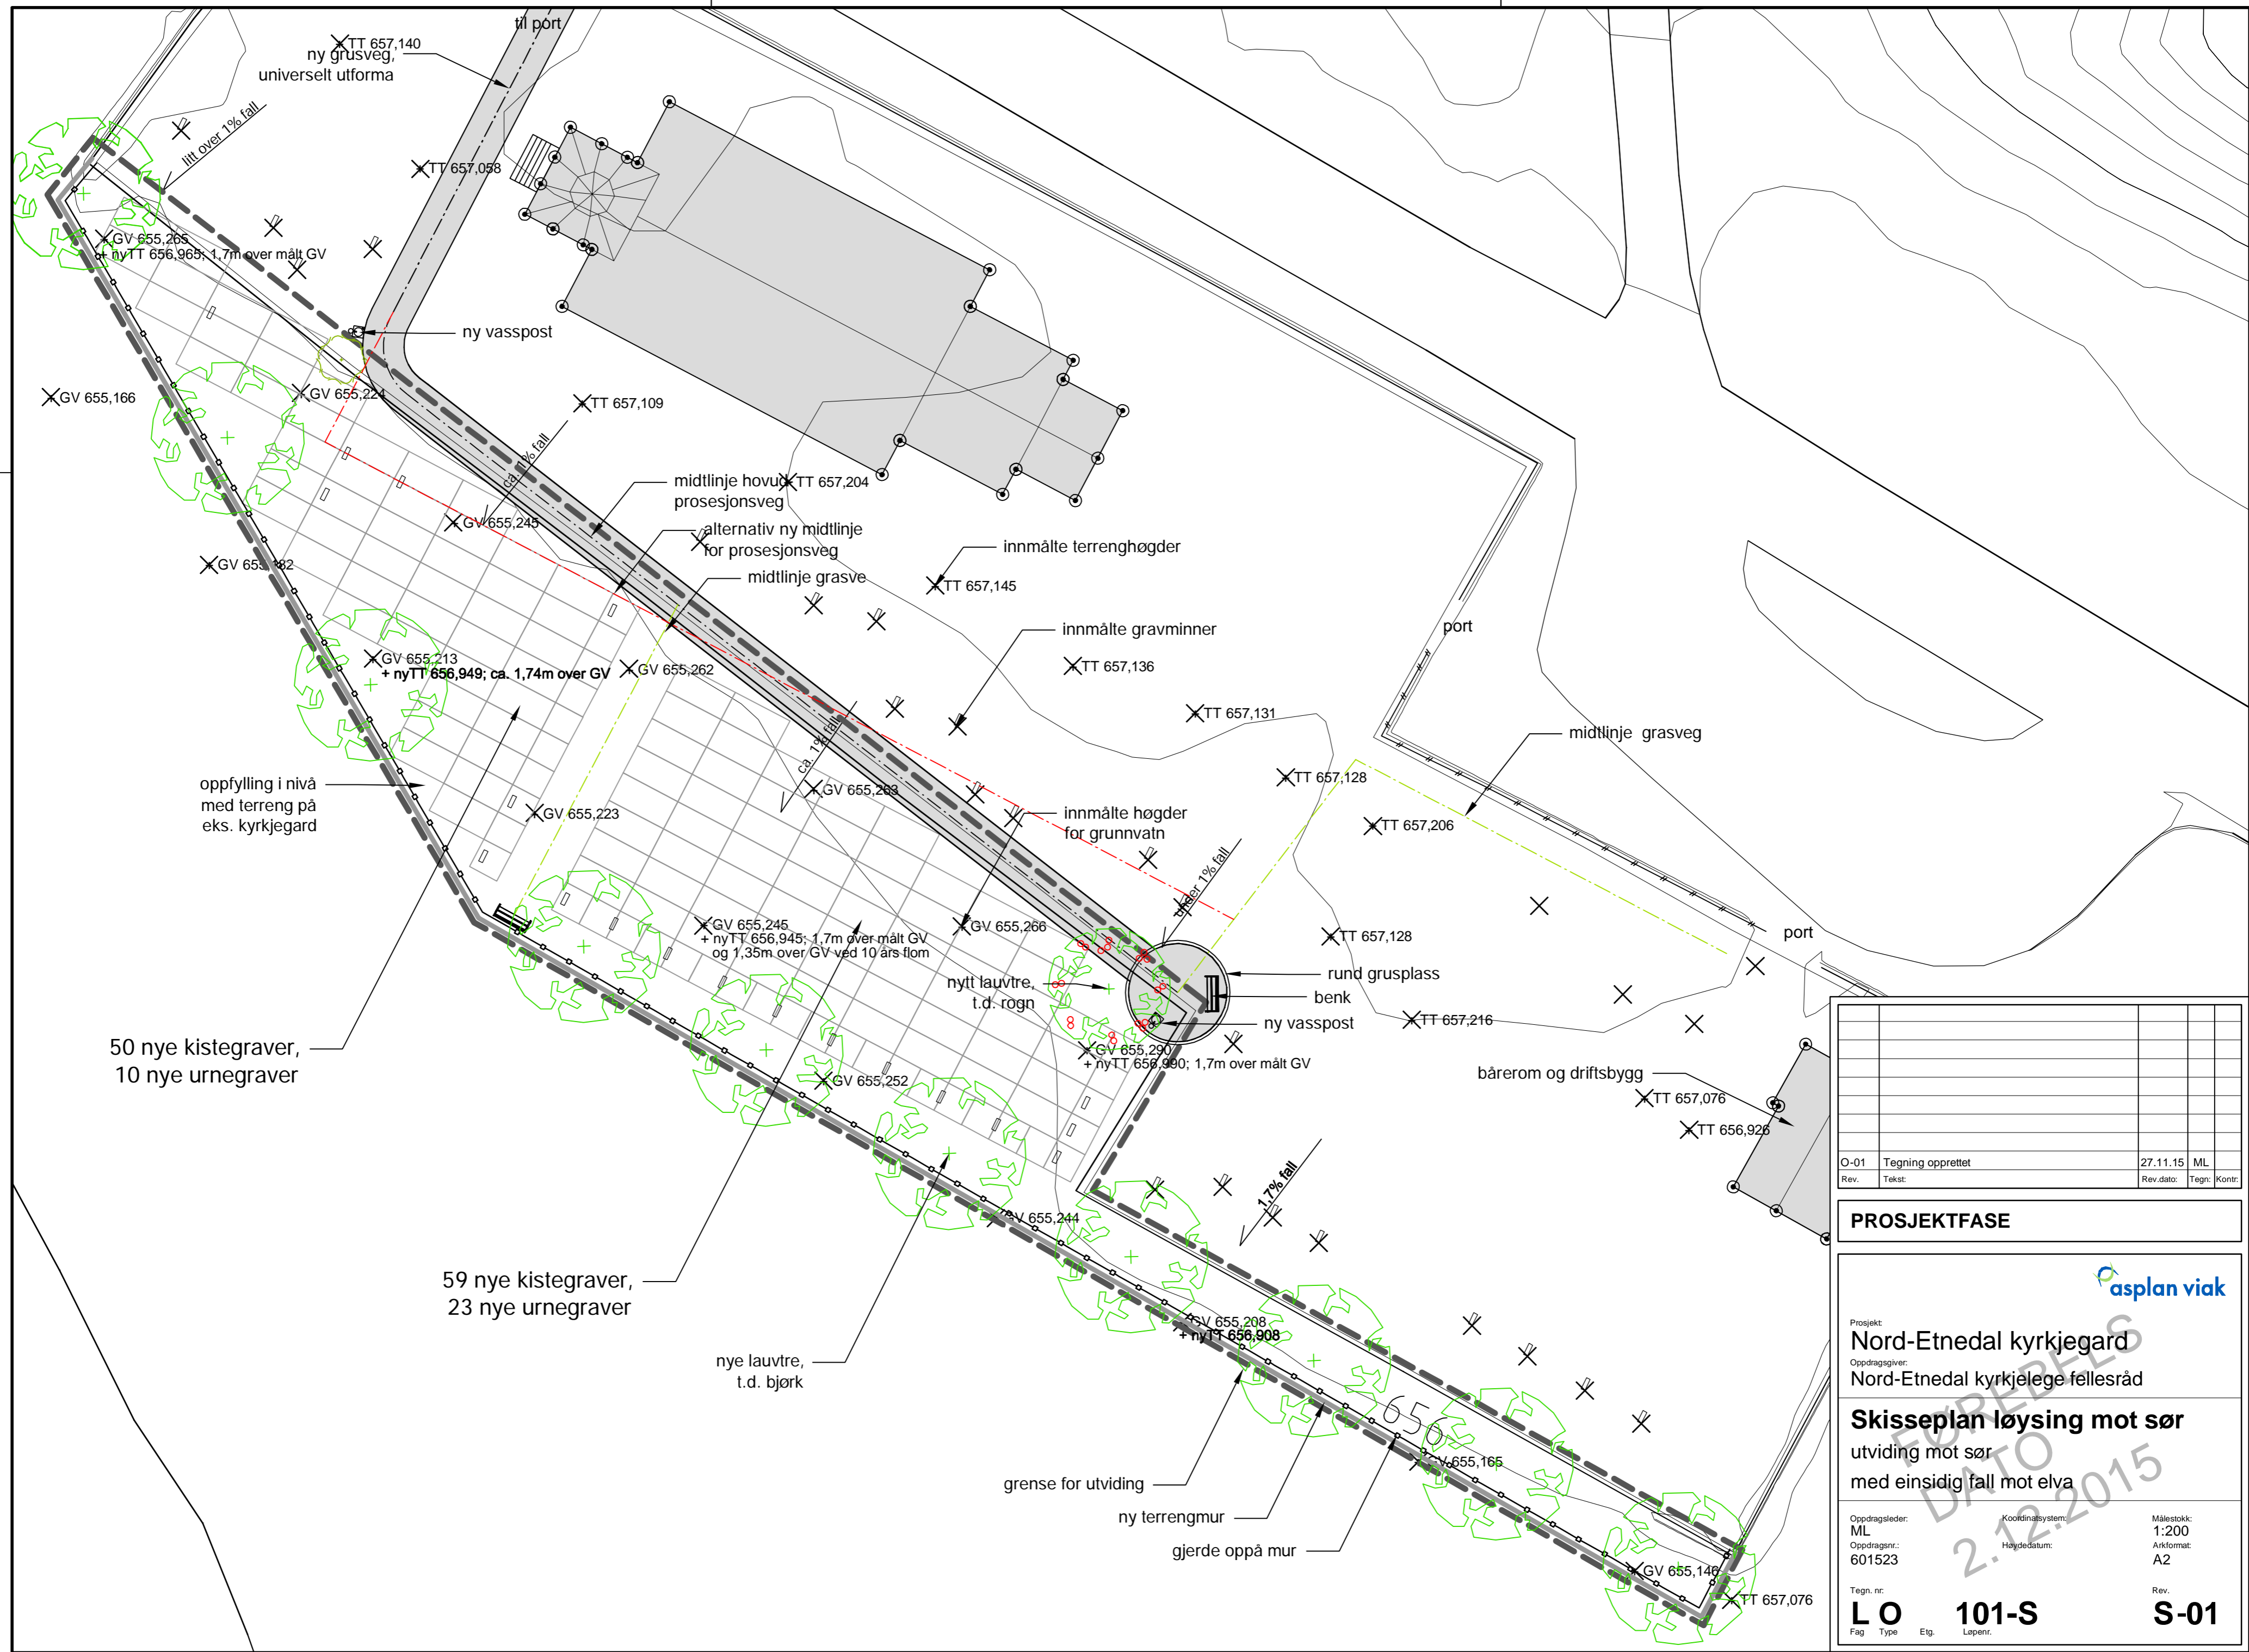 til port
TT 657,140
ny grusveg,
universelt utforma
litt over 1% fall
TT 657,058
GV 655,265
+ nyTT 656,965; 1,7m over målt GV
ny vasspost
GV 655,166
GV 655,224
TT 657,109
ca. 1% fall
midtlinje hovud
prosesjonsveg
TT 657,204
GV 655,245
alternativ ny midtlinje
for prosesjonsveg
innmålte terrenghøgder
midtlinje grasve
TT 657,145
innmålte gravminner
port
GV 655,213
+ nyTT 656,949; ca. 1,74m over GV
GV 655,262
TT 657,136
TT 657,131
ca. 1% fall
midtlinje grasveg
oppfylling i nivå
med terreng på
eks. kyrkjegard
GV 655,263
TT 657,128
GV 655,223
innmålte høgder
for grunnvatn
TT 657,206
under 1% fall
GV 655,245
+ nyTT 656,945; 1,7m over målt GV
og 1,35m over GV ved 10 års flom
GV 655,266
TT 657,128
port
rund grusplass
nytt lauvtre,
t.d. rogn
benk
ny vasspost
TT 657,216
50 nye kistegraver,
10 nye urnegraver
GV 655,290
+ nyTT 656,990; 1,7m over målt GV
GV 655,252
bårerom og driftsbygg
TT 657,076
TT 656,926
1,7% fall
GV 655,244
59 nye kistegraver,
23 nye urnegraver
GV 655,208
+ nyTT 656,908
nye lauvtre,
t.d. bjørk
656
GV 655,165
grense for utviding
ny terrengmur
gjerde oppå mur
GV 655,146
TT 657,076
O-01 Tegning opprettet 27.11.15 ML
Rev. Tekst: Rev.dato: Tegn: Kontr:
PROSJEKTFASE
asplan viak
Prosjekt:
Nord-Etnedal kyrkjegard
Oppdragsgiver:
Nord-Etnedal kyrkjelege fellesråd
Skisseplan løysing mot sør
utviding mot sør
med einsidig fall mot elva
FØREBELS
DATO
2.12.2015
Oppdragsleder: Koordinatsystem: Målestokk:
ML 1:200
Oppdragsnr.: Høydedatum: Arkformat:
601523 A2
Tegn. nr. Rev.
L O 101-S S-01
Fag Type Etg. Løpenr.